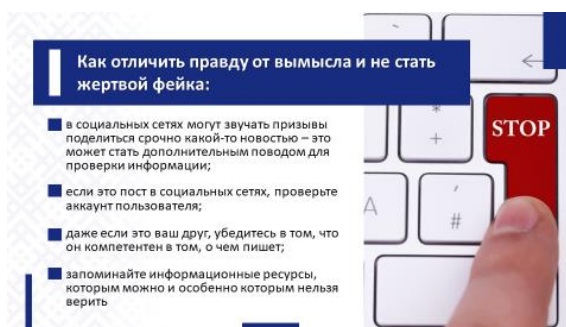 Как отличить правду от вымысла и не стать
жертвой фейка:
в социальных сетях могут звучать призывы
поделиться срочно какой-то новостью – это
может стать дополнительным поводом для
проверки информации;
если это пост в социальных сетях, проверьте
аккаунт пользователя;
даже если это ваш друг, убедитесь в том, что
он компетентен в том, о чем пишет;
запоминайте информационные ресурсы,
которым можно и особенно которым нельзя
верить
*
+
STOP
A
'
#